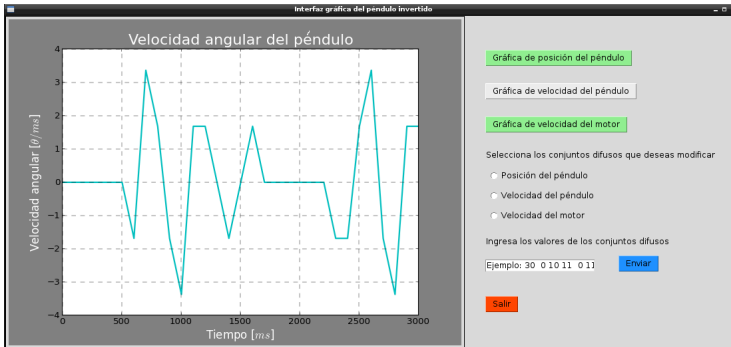 Interfaz gráfica del péndulo invertido
Velocidad angular del péndulo
Velocidad angular [θ/ms]
4
3
2
1
0
−1
−2
−3
−4
0
500
1000
1500
2000
2500
3000
Tiempo [ms]
Gráfica de posición del péndulo
Gráfica de velocidad del péndulo
Gráfica de velocidad del motor
Selecciona los conjuntos difusos que deseas modificar
Posición del péndulo
Velocidad del péndulo
Velocidad del motor
Ingresa los valores de los conjuntos difusos
Ejemplo: 30 0 10 11 0 11
Enviar
Salir